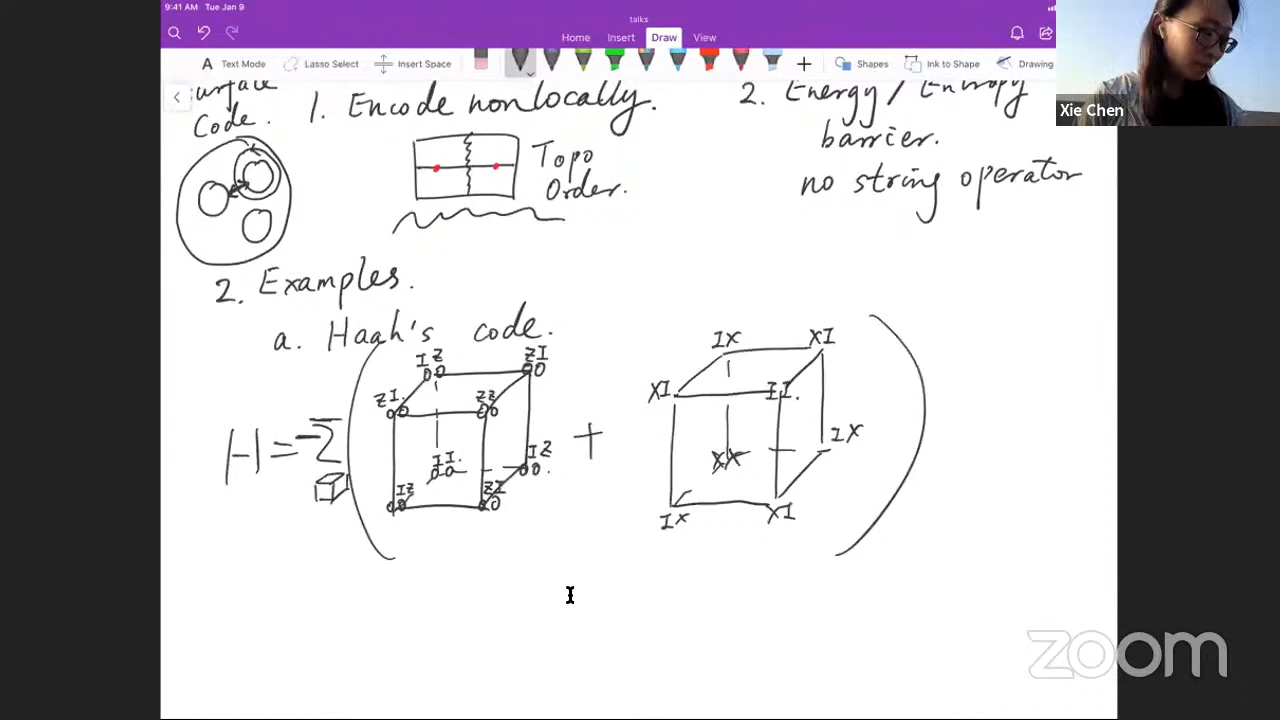 9:41 AM Tue Jan 9
talks
Home Insert Draw View
Text Mode Lasso Select Insert Space Shapes Ink to Shape Drawing
Xie Chen
Code.
1. Encode nonlocally.
Topo
Order.
2. Energy / Entropy
barrier.
no string operator
2. Examples.
a. Haah's code.
H = -Σ
IZ ZI
ZI ZZ
II IZ
IZ ZI
+
IX XI
XI II.
XX IX
IX XI
zoom